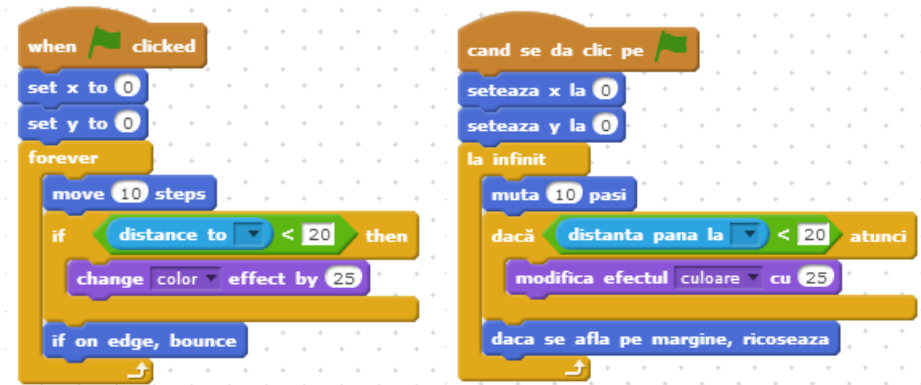 when clicked
set x to 0
set y to 0
forever
move 10 steps
if distance to < 20 then
change color effect by 25
if on edge, bounce
cand se da clic pe
seteaza x la 0
seteaza y la 0
la infinit
muta 10 pasi
dacă distanta pana la < 20 atunci
modifica efectul culoare cu 25
daca se afla pe margine, ricoseaza